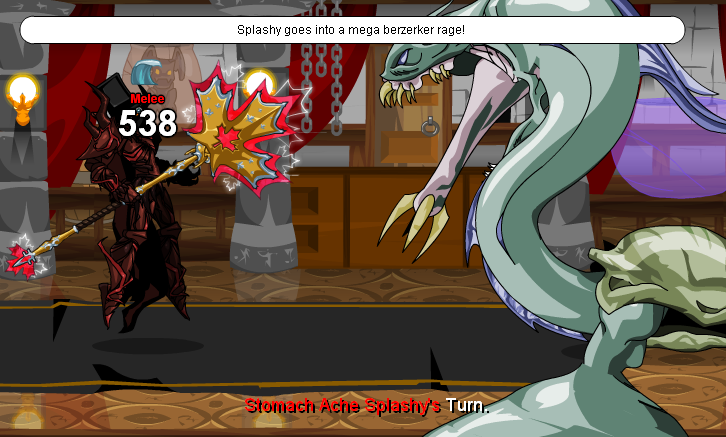 Splashy goes into a mega berzerker rage!
Melee
538
Stomach Ache Splashy's Turn.